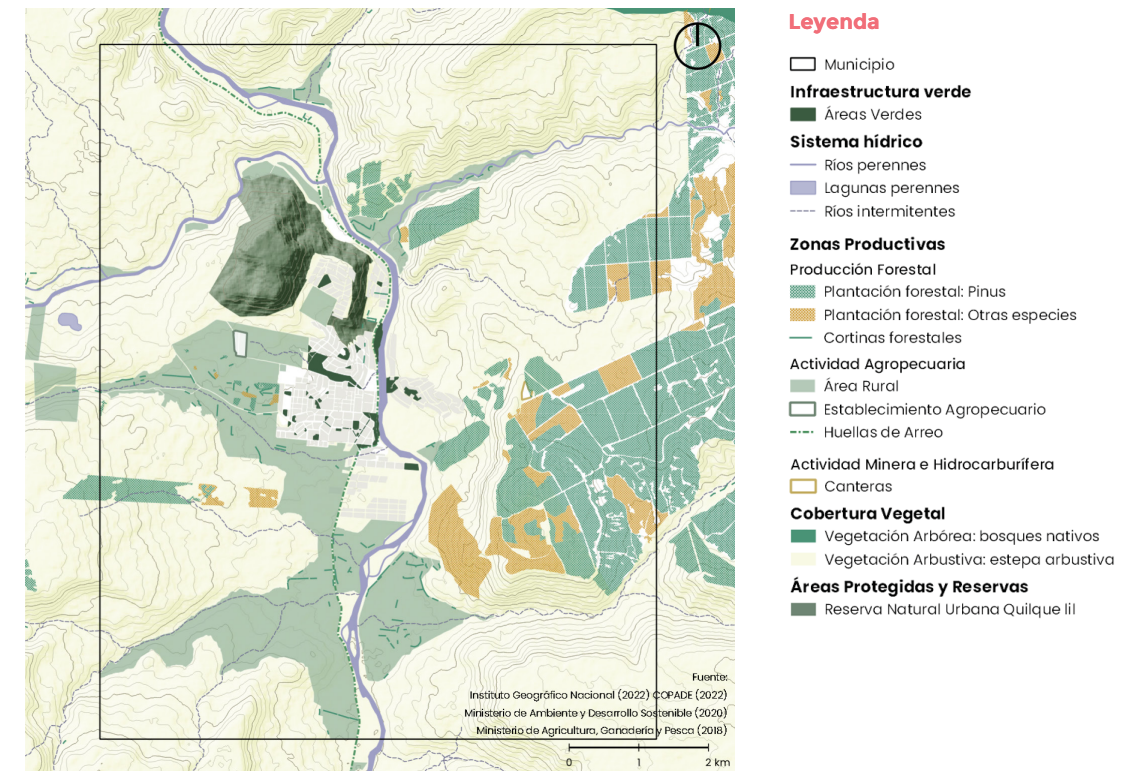 Leyenda
Municipio
Infraestructura verde
Áreas Verdes
Sistema hídrico
Ríos perennes
Lagunas perennes
Ríos intermitentes
Zonas Productivas
Producción Forestal
Plantación forestal: Pinus
Plantación forestal: Otras especies
Cortinas forestales
Actividad Agropecuaria
Área Rural
Establecimiento Agropecuario
Huellas de Arreo
Actividad Minera e Hidrocarburífera
Canteras
Cobertura Vegetal
Vegetación Arbórea: bosques nativos
Vegetación Arbustiva: estepa arbustiva
Áreas Protegidas y Reservas
Reserva Natural Urbana Quilque lil
Fuente:
Instituto Geográfico Nacional (2022) COPADE (2022)
Ministerio de Ambiente y Desarrollo Sostenible (2020)
Ministerio de Agricultura, Ganadería y Pesca (2018)
0 1 2 km